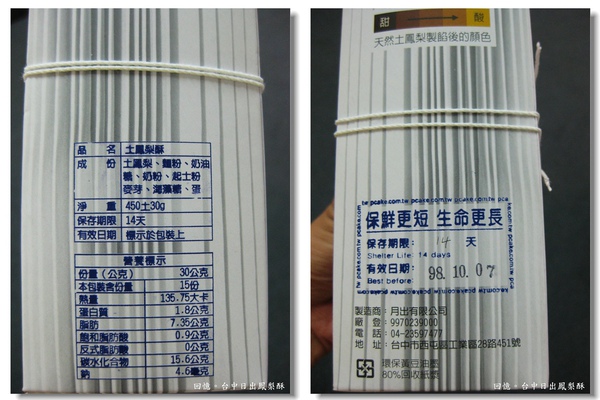 品 名 土鳳梨酥
成 份 土鳳梨、麵粉、奶油
糖、奶粉、起士粉
麥芽、海藻糖、蛋
淨 重 450±30g
保存期限 14天
有效日期 標示於包裝上
營養標示
份量(公克) 30公克
本包裝含份量 15份
熱量 135.75大卡
蛋白質 1.8公克
脂肪 7.35公克
飽和脂肪酸 0.9公克
反式脂肪酸 0公克
碳水化合物 15.6公克
鈉 4.6毫克
回憶。台中日出鳳梨酥
甜 酸
天然土鳳梨製餡後的顏色
保鮮更短 生命更長
保存期限: 14 天
Shelter Life: 14 days
有效日期: 98.10.07
Best before:
製造商:月出有限公司
廠 登:9970239000
電 話:04-23597477
地 址:台中市西屯區工業區28路451號
環保黃豆油墨
80%回收紙漿
回憶。台中日出鳳梨酥